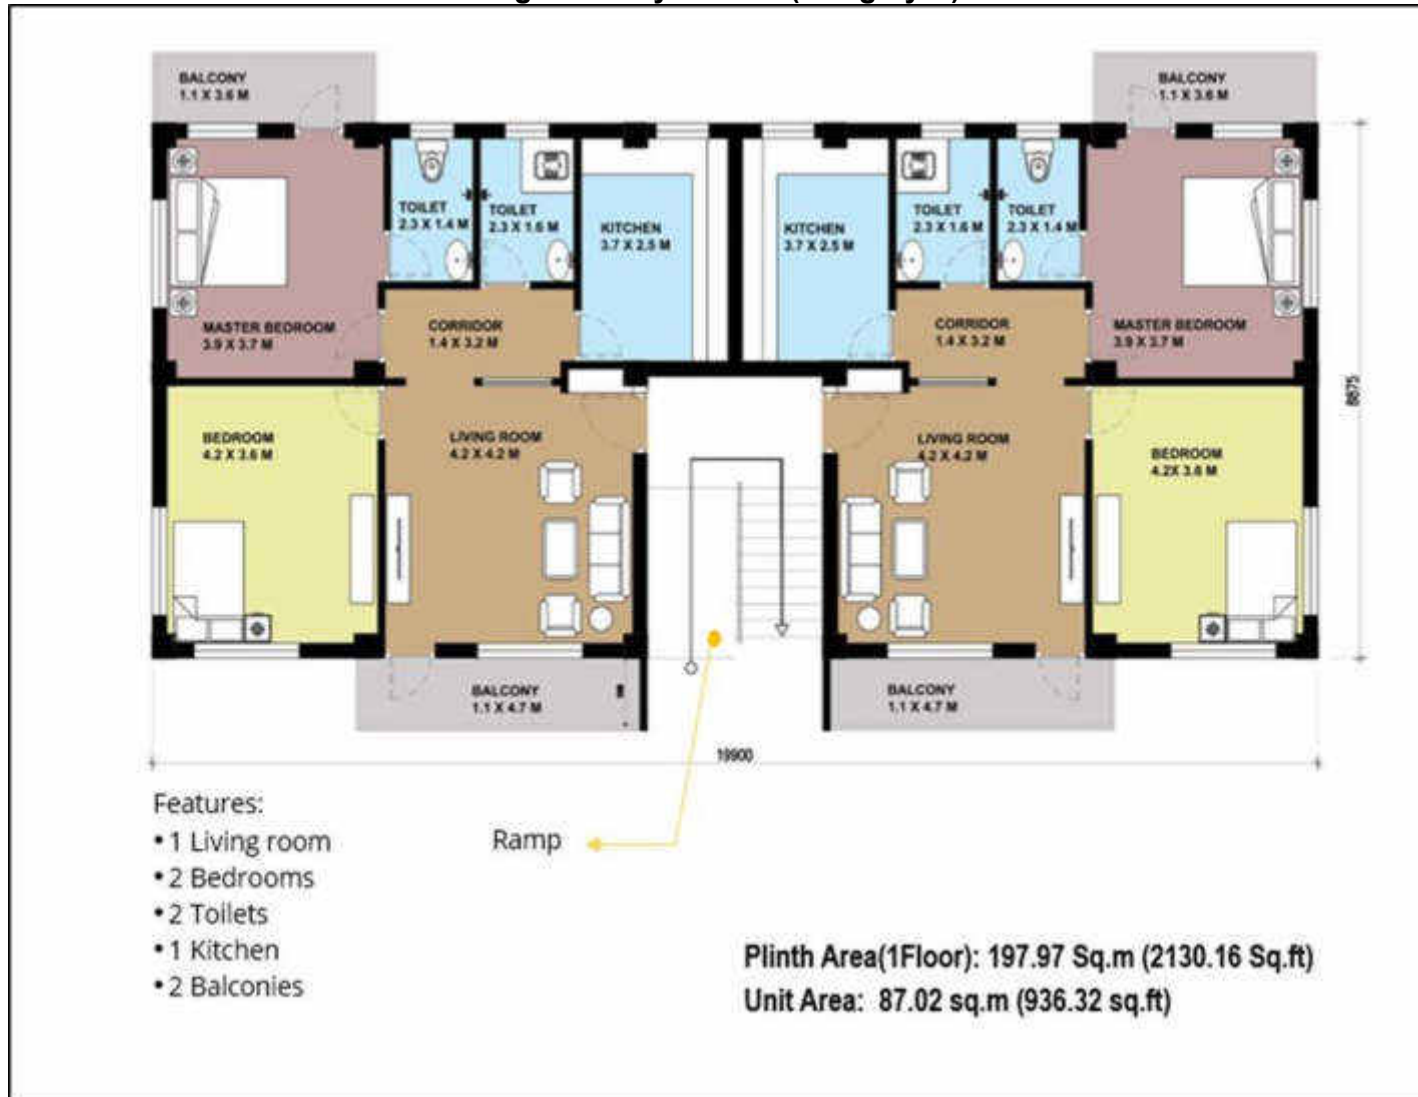 BALCONY
1.1 X 3.6 M
BALCONY
1.1 X 3.6 M
TOILET
2.3 X 1.4 M
TOILET
2.3 X 1.6 M
KITCHEN
3.7 X 2.5 M
KITCHEN
3.7 X 2.5 M
TOILET
2.3 X 1.6 M
TOILET
2.3 X 1.4 M
MASTER BEDROOM
3.9 X 3.7 M
CORRIDOR
1.4 X 3.2 M
CORRIDOR
1.4 X 3.2 M
MASTER BEDROOM
3.9 X 3.7 M
8875
BEDROOM
4.2 X 3.6 M
LIVING ROOM
4.2 X 4.2 M
LIVING ROOM
4.2 X 4.2 M
BEDROOM
4.2X 3.6 M
BALCONY
1.1 X 4.7 M
BALCONY
1.1 X 4.7 M
19900
Features:
• 1 Living room
• 2 Bedrooms
• 2 Toilets
• 1 Kitchen
• 2 Balconies
Ramp
Plinth Area(1Floor): 197.97 Sq.m (2130.16 Sq.ft)
Unit Area: 87.02 sq.m (936.32 sq.ft)